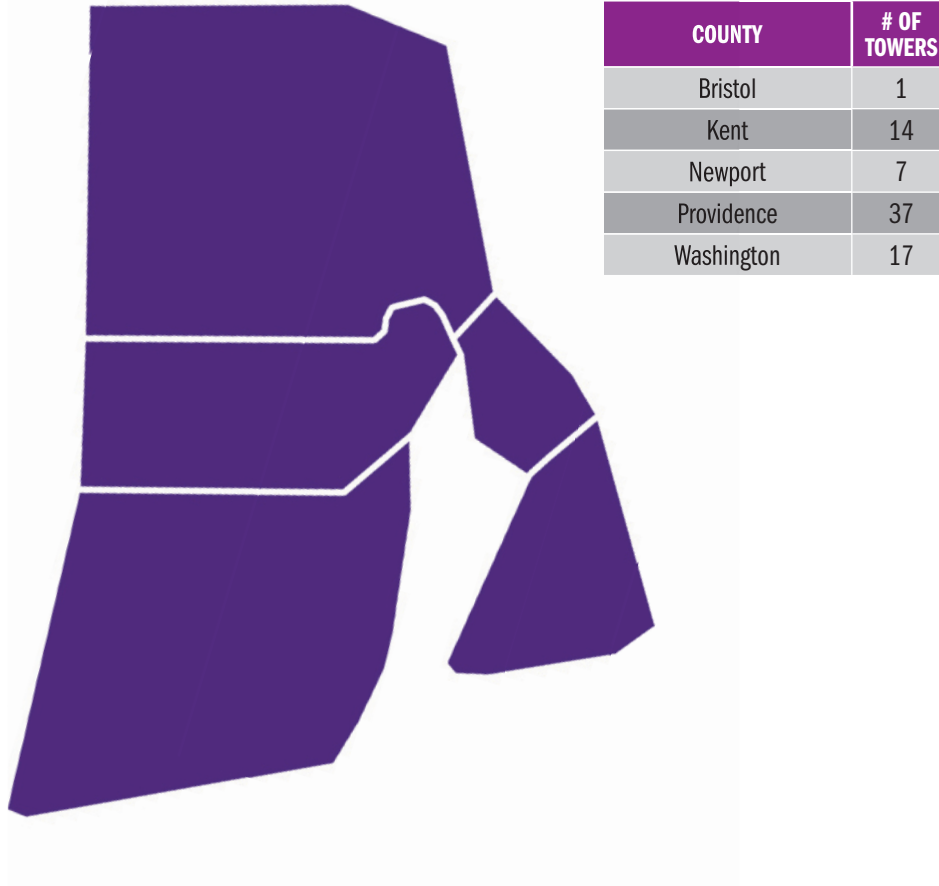 COUNTY # OF TOWERS
Bristol 1
Kent 14
Newport 7
Providence 37
Washington 17